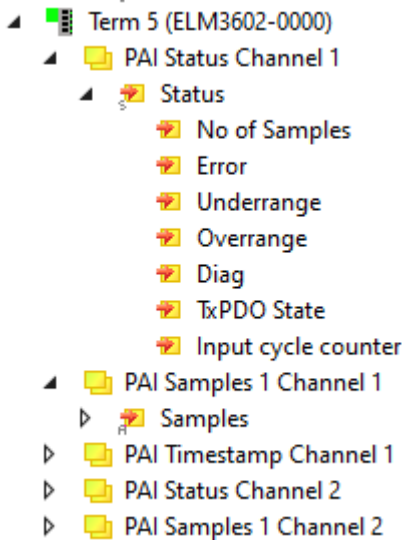 Term 5 (ELM3602-0000)
PAI Status Channel 1
Status
No of Samples
Error
Underrange
Overrange
Diag
TxPDO State
Input cycle counter
PAI Samples 1 Channel 1
Samples
PAI Timestamp Channel 1
PAI Status Channel 2
PAI Samples 1 Channel 2